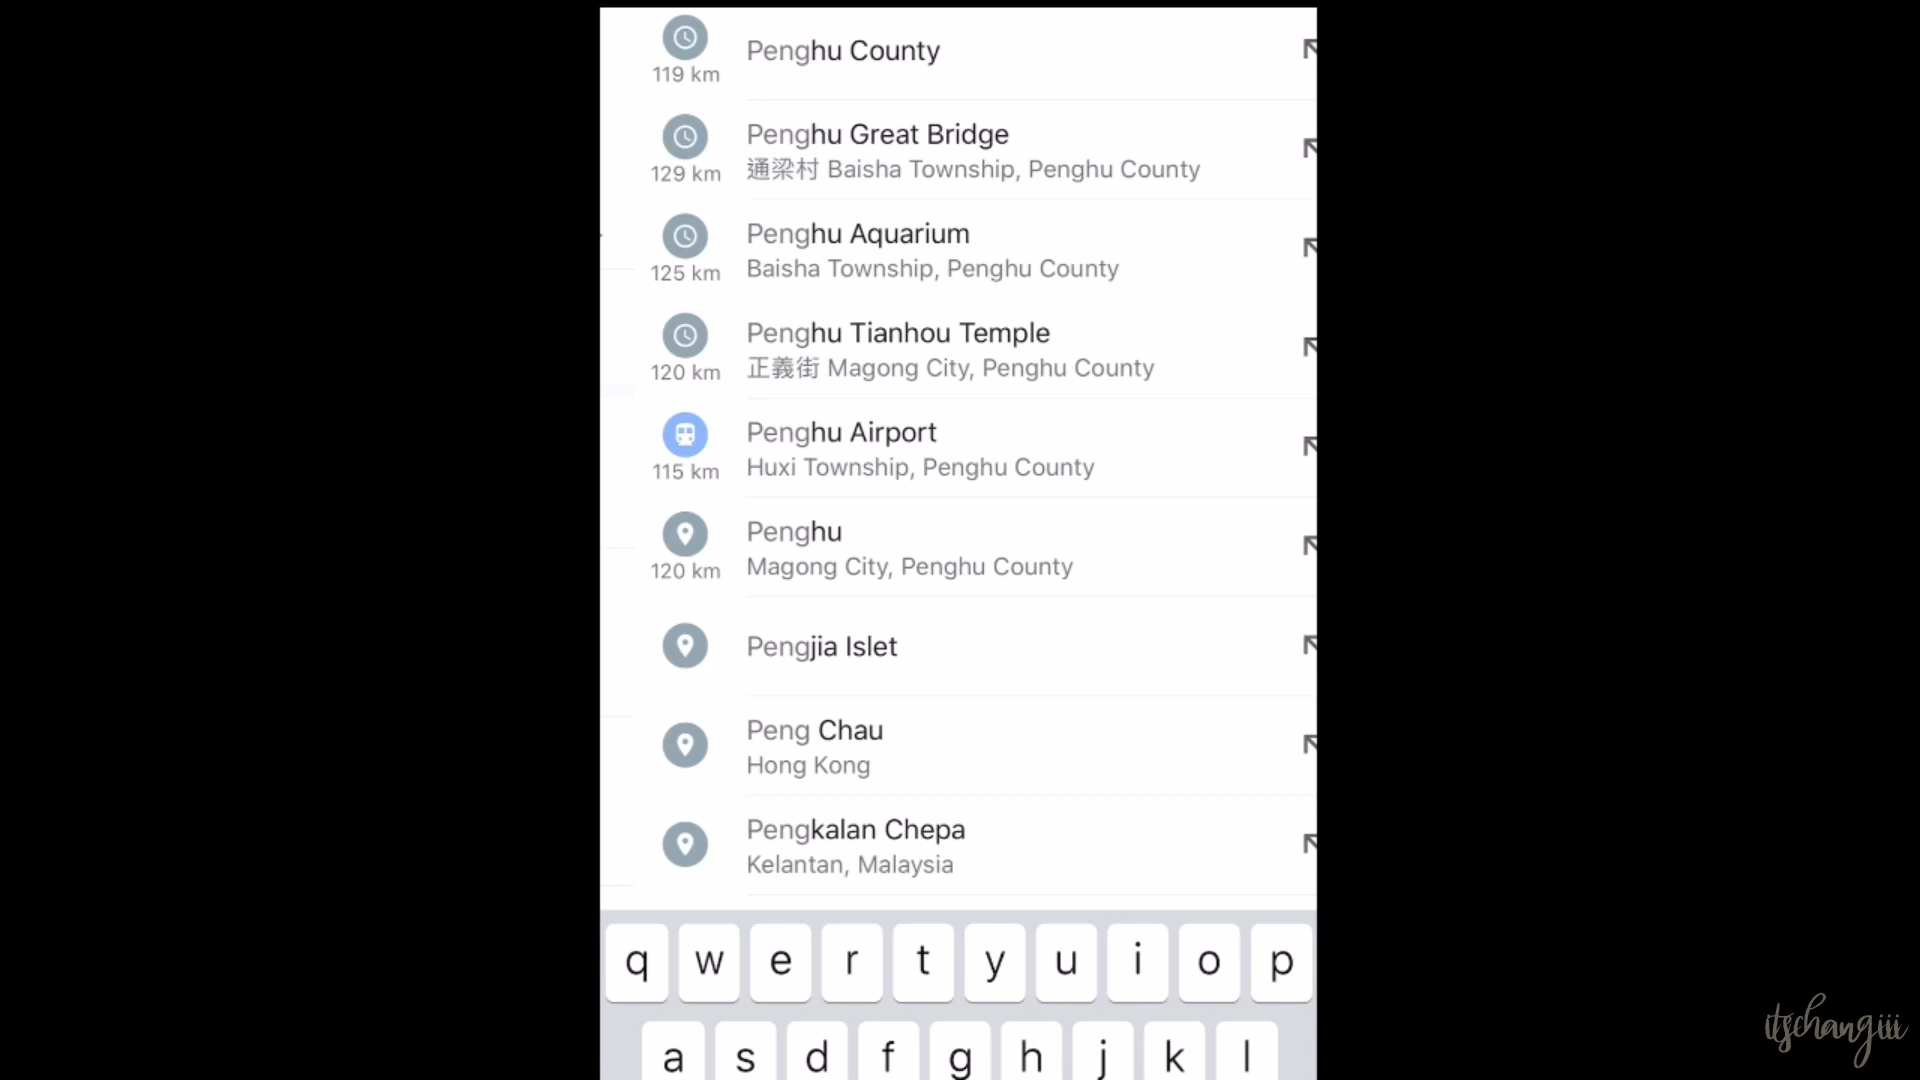 Penghu County
119 km
Penghu Great Bridge
129 km
通梁村 Baisha Township, Penghu County
Penghu Aquarium
125 km
Baisha Township, Penghu County
Penghu Tianhou Temple
120 km
正義街 Magong City, Penghu County
Penghu Airport
115 km
Huxi Township, Penghu County
Penghu
120 km
Magong City, Penghu County
Pengjia Islet
Peng Chau
Hong Kong
Pengkalan Chepa
Kelantan, Malaysia
q w e r t y u i o p
a s d f g h j k l
itschangiii